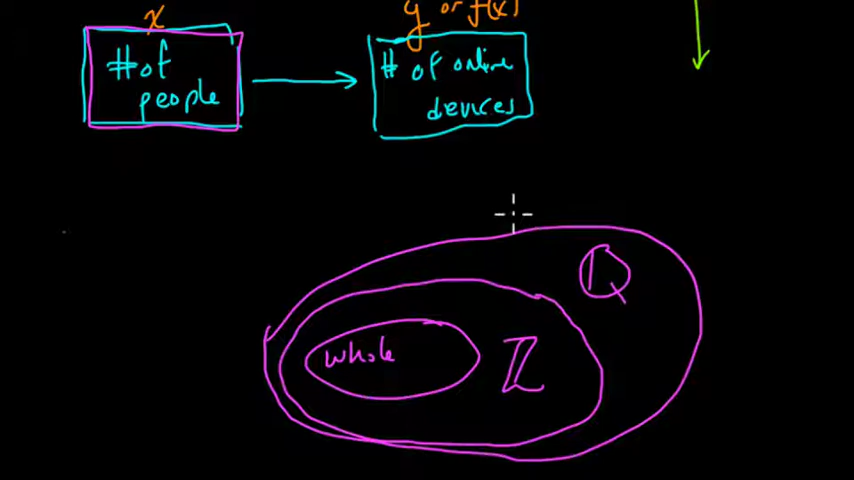 x
y or f(x)
# of
people
# of online
devices
ℚ
whole
ℤ